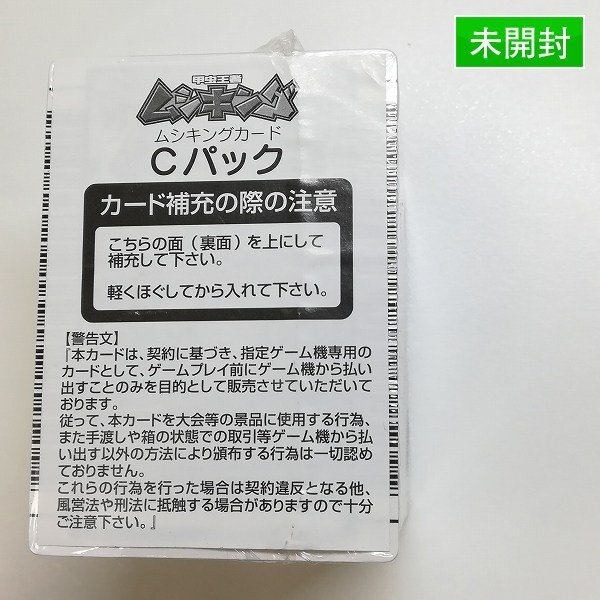 未開封
甲虫王者
ムシキング
ムシキングカード
Cパック
カード補充の際の注意
こちらの面（裏面）を上にして
補充して下さい。
軽くほぐしてから入れて下さい。
【警告文】
『本カードは、契約に基づき、指定ゲーム機専用の
カードとして、ゲームプレイ前にゲーム機から払い
出すことのみを目的として販売させていただいて
おります。
従って、本カードを大会等の景品に使用する行為、
また手渡しや箱の状態での取引等ゲーム機から払
い出す以外の方法により頒布する行為は一切認め
ておりません。
これらの行為を行った場合は契約違反となる他、
風営法や刑法に抵触する場合がありますので十分
ご注意下さい。』